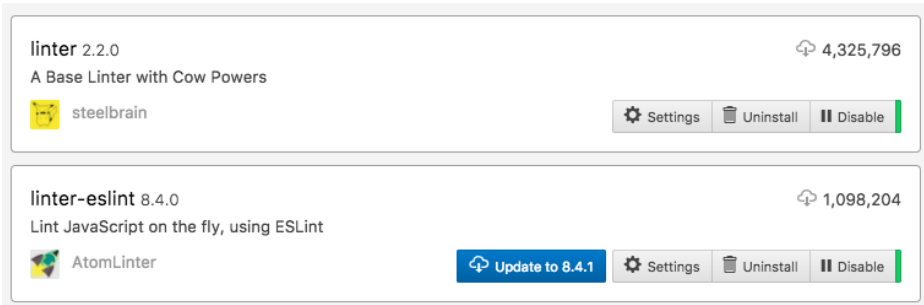 linter 2.2.0 4,325,796
A Base Linter with Cow Powers
steelbrain Settings Uninstall Disable
linter-eslint 8.4.0 1,098,204
Lint JavaScript on the fly, using ESLint
AtomLinter Update to 8.4.1 Settings Uninstall Disable